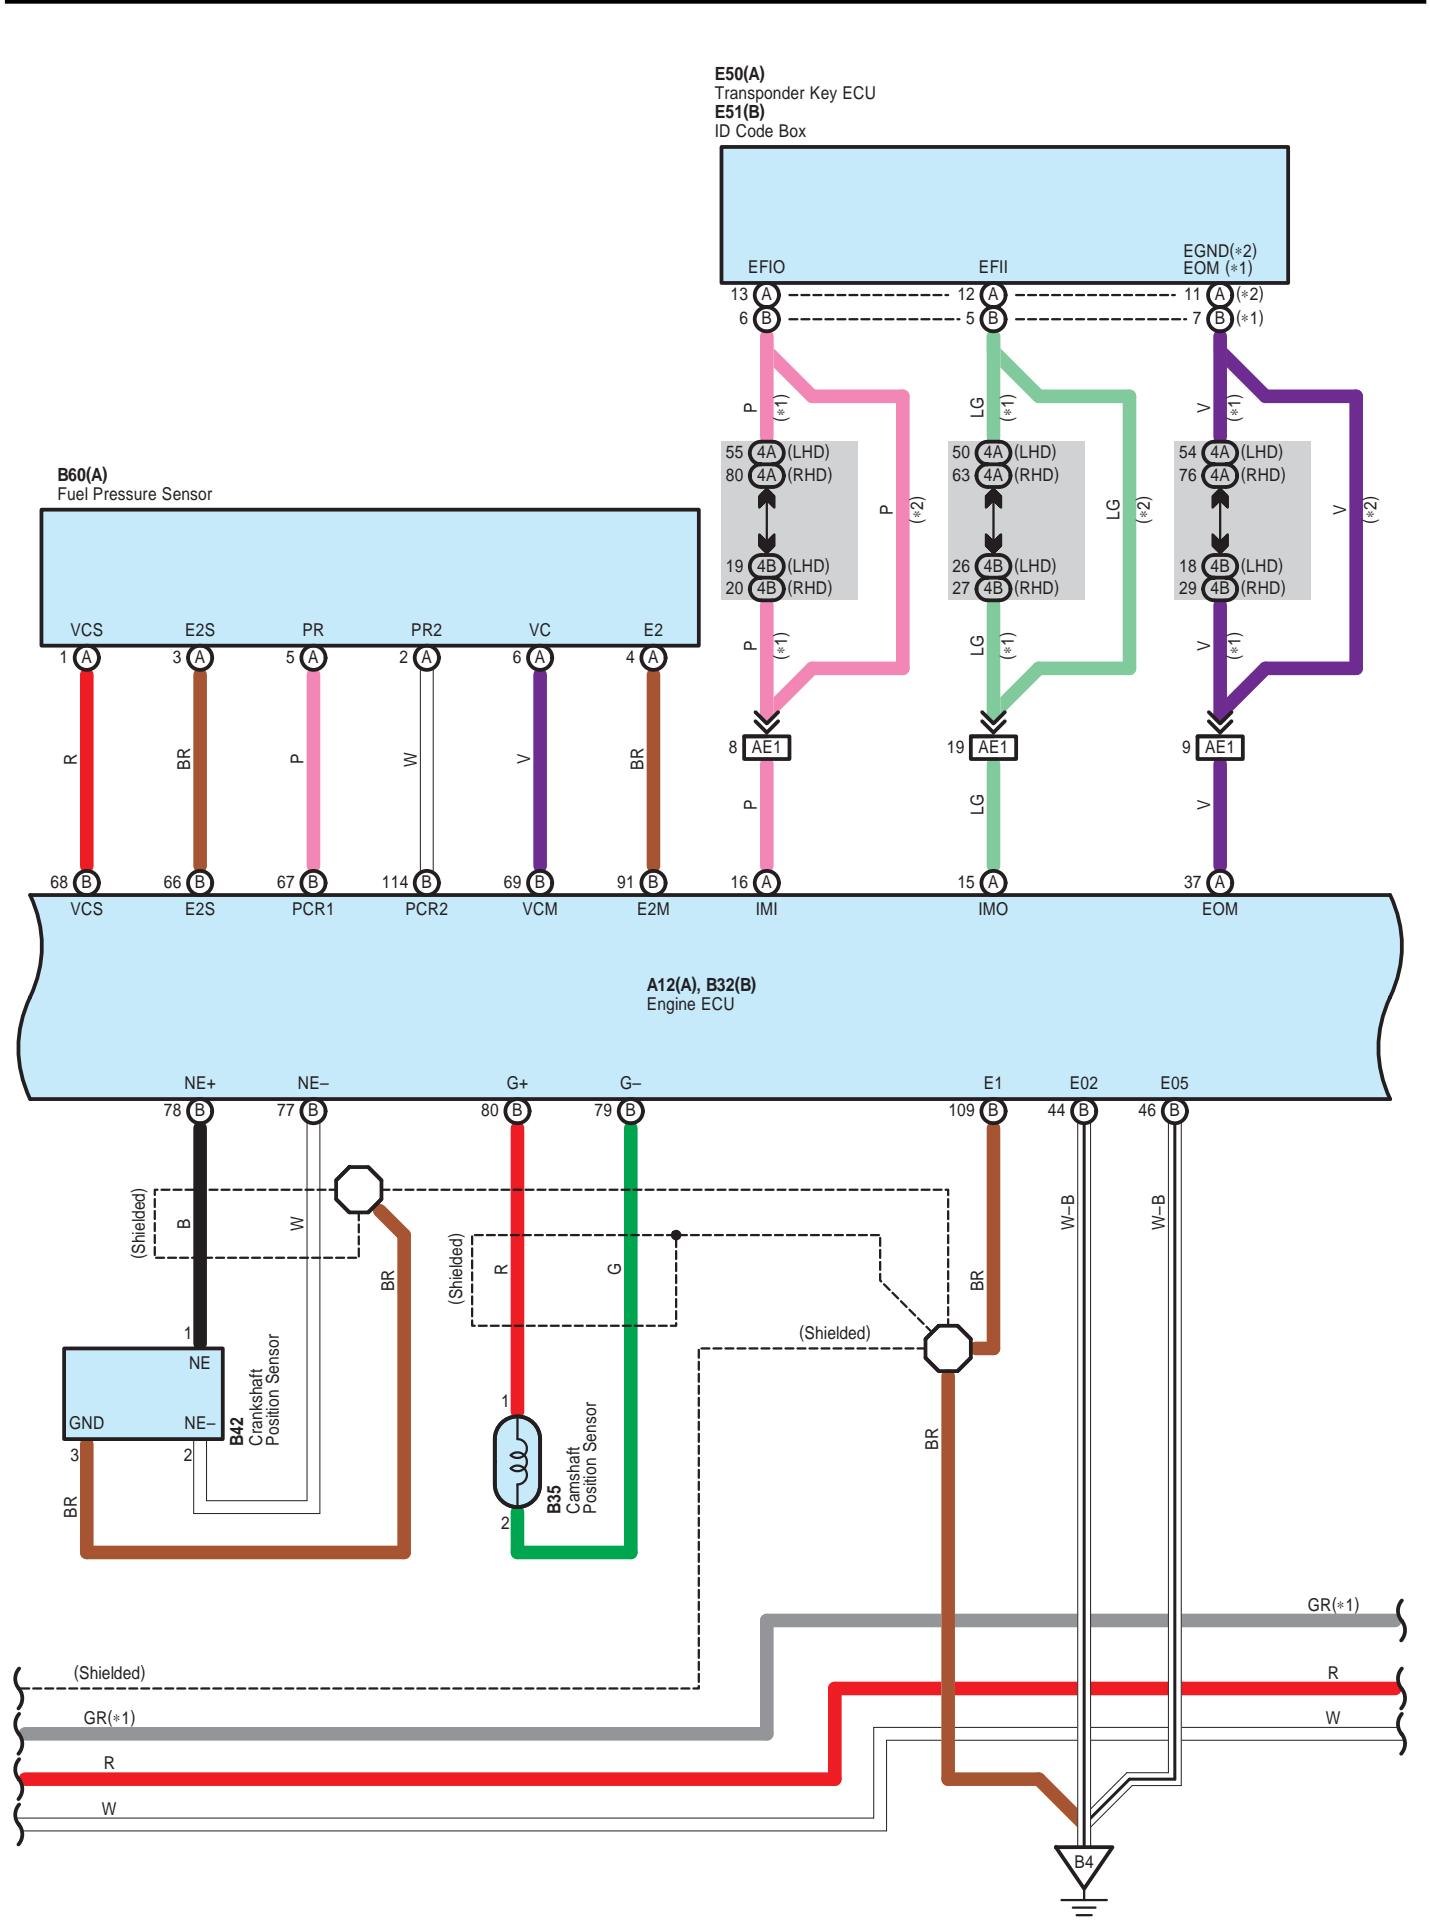 E50(A)
Transponder Key ECU
E51(B)
ID Code Box
EGND(*2)
EFIO EFII EOM (*1)
13 A 12 A 11 A (*2)
6 B 5 B 7 B (*1)
P (*1) LG (*1) V (*1)
55 4A (LHD) 50 4A (LHD) 54 4A (LHD)
80 4A (RHD) 63 4A (RHD) 76 4A (RHD)
P (*2) LG (*2) V (*2)
19 4B (LHD) 26 4B (LHD) 18 4B (LHD)
20 4B (RHD) 27 4B (RHD) 29 4B (RHD)
P (*1) LG (*1) V (*1)
8 AE1 19 AE1 9 AE1
P LG V
B60(A)
Fuel Pressure Sensor
VCS E2S PR PR2 VC E2
1 A 3 A 5 A 2 A 6 A 4 A
R BR P W V BR
68 B 66 B 67 B 114 B 69 B 91 B 16 A 15 A 37 A
VCS E2S PCR1 PCR2 VCM E2M IMI IMO EOM
A12(A), B32(B)
Engine ECU
NE+ NE– G+ G– E1 E02 E05
78 B 77 B 80 B 79 B 109 B 44 B 46 B
(Shielded) B W W–B W–B
BR (Shielded) R G BR
(Shielded)
1
NE
GND NE–
3 2
B42
Crankshaft
Position Sensor
BR
1
2
B35
Camshaft
Position Sensor
BR
GR(*1)
(Shielded) R
GR(*1) W
R
W
B4